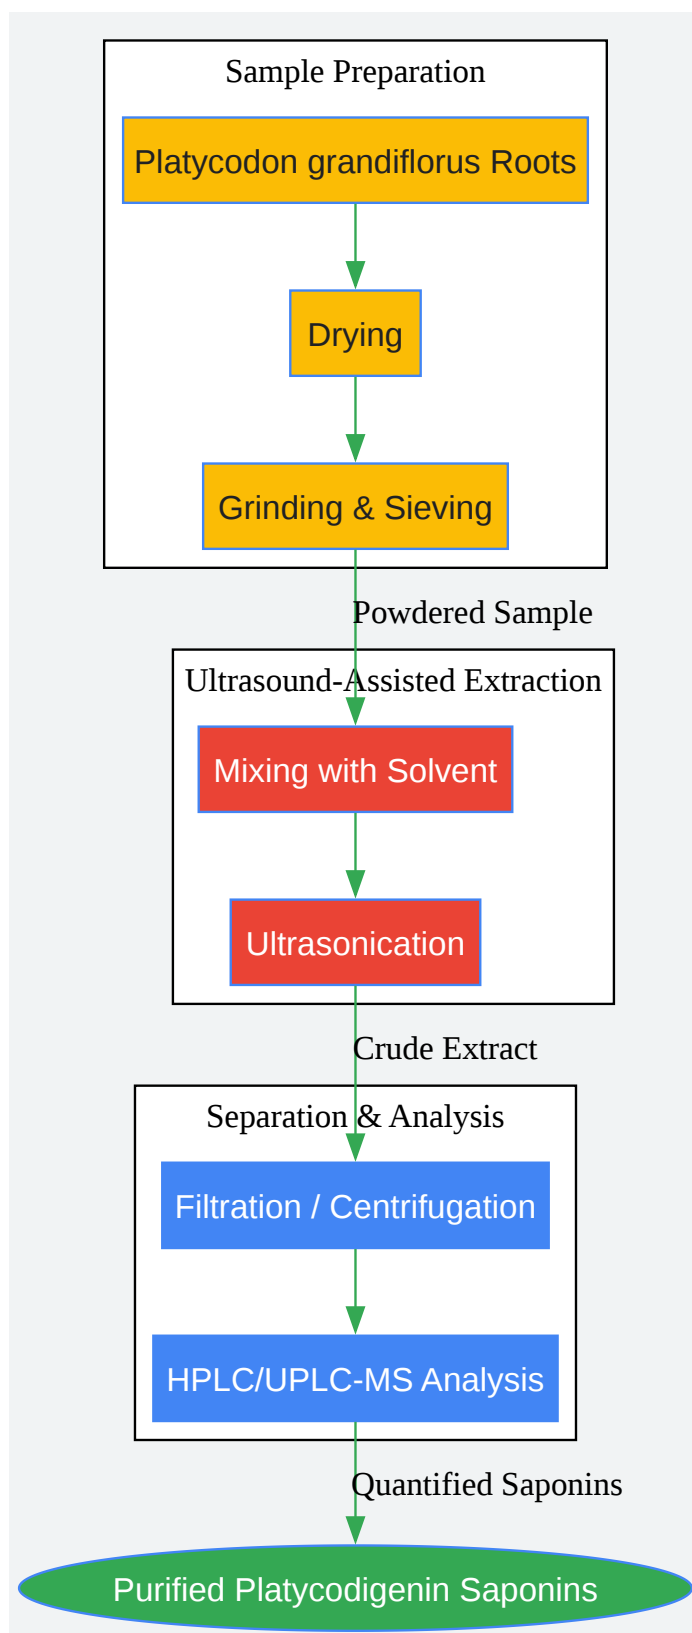 Sample Preparation
Platycodon grandiflorus Roots
Drying
Grinding & Sieving
Powdered Sample
Ultrasound-Assisted Extraction
Mixing with Solvent
Ultrasonication
Crude Extract
Separation & Analysis
Filtration / Centrifugation
HPLC/UPLC-MS Analysis
Quantified Saponins
Purified Platycodigenin Saponins